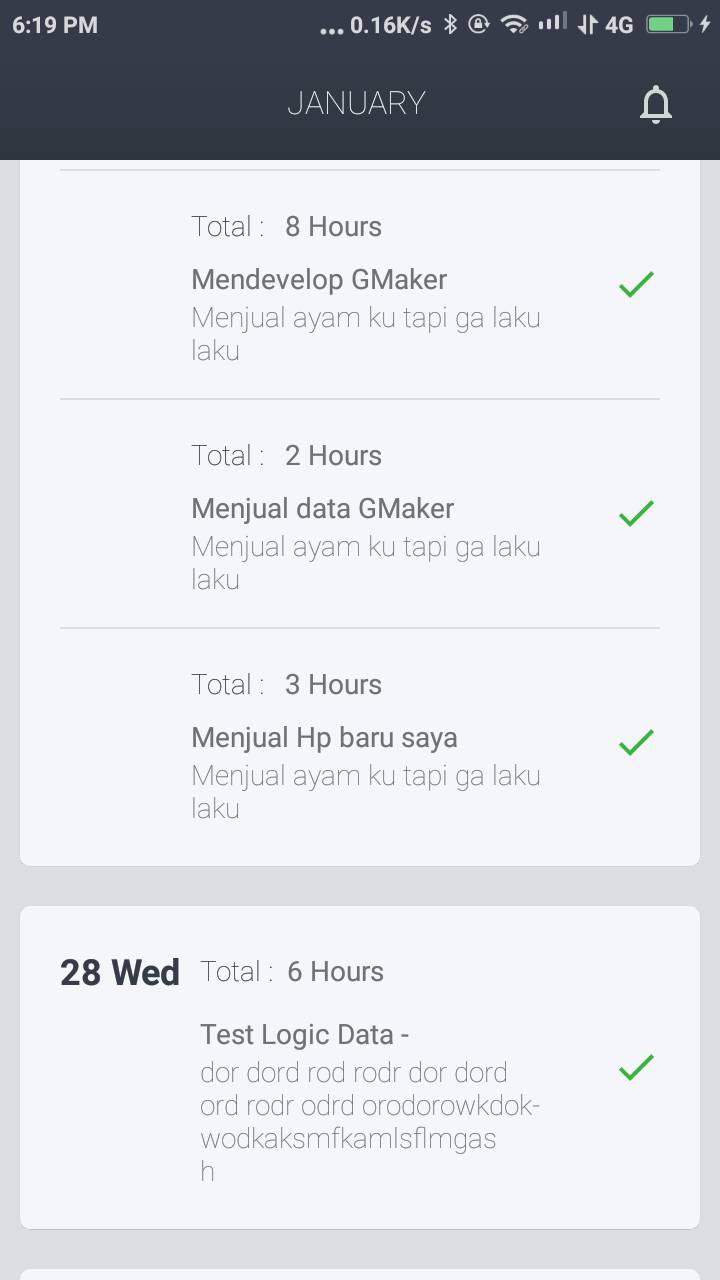 6:19 PM ... 0.16K/s 4G
JANUARY
Total : 8 Hours
Mendevelop GMaker
Menjual ayam ku tapi ga laku
laku
Total : 2 Hours
Menjual data GMaker
Menjual ayam ku tapi ga laku
laku
Total : 3 Hours
Menjual Hp baru saya
Menjual ayam ku tapi ga laku
laku
28 Wed Total : 6 Hours
Test Logic Data -
dor dord rod rodr dor dord
ord rodr odrd orodorowkdok-
wodkaksmfkamlsflmgas
h